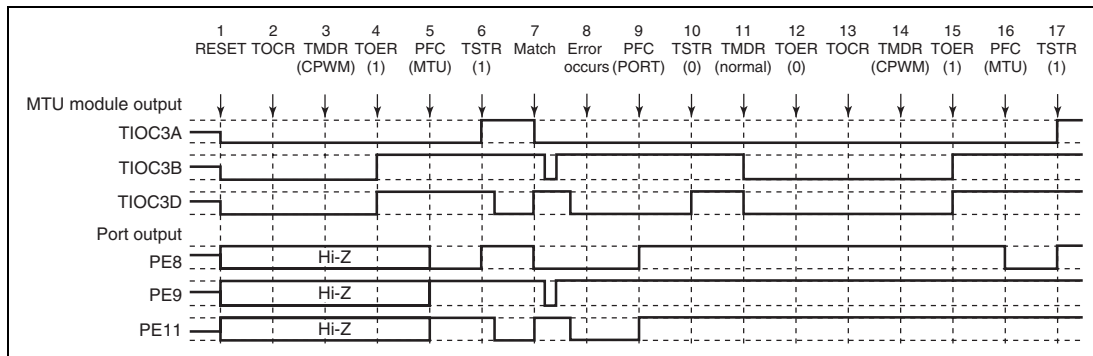 1 2 3 4 5 6 7 8 9 10 11 12 13 14 15 16 17
RESET TOCR TMDR TOER PFC TSTR Match Error PFC TSTR TMDR TOER TOCR TMDR TOER PFC TSTR
(CPWM) (1) (MTU) (1) occurs (PORT) (0) (normal) (0) (CPWM) (1) (MTU) (1)
MTU module output
TIOC3A
TIOC3B
TIOC3D
Port output
PE8 Hi-Z
PE9 Hi-Z
PE11 Hi-Z